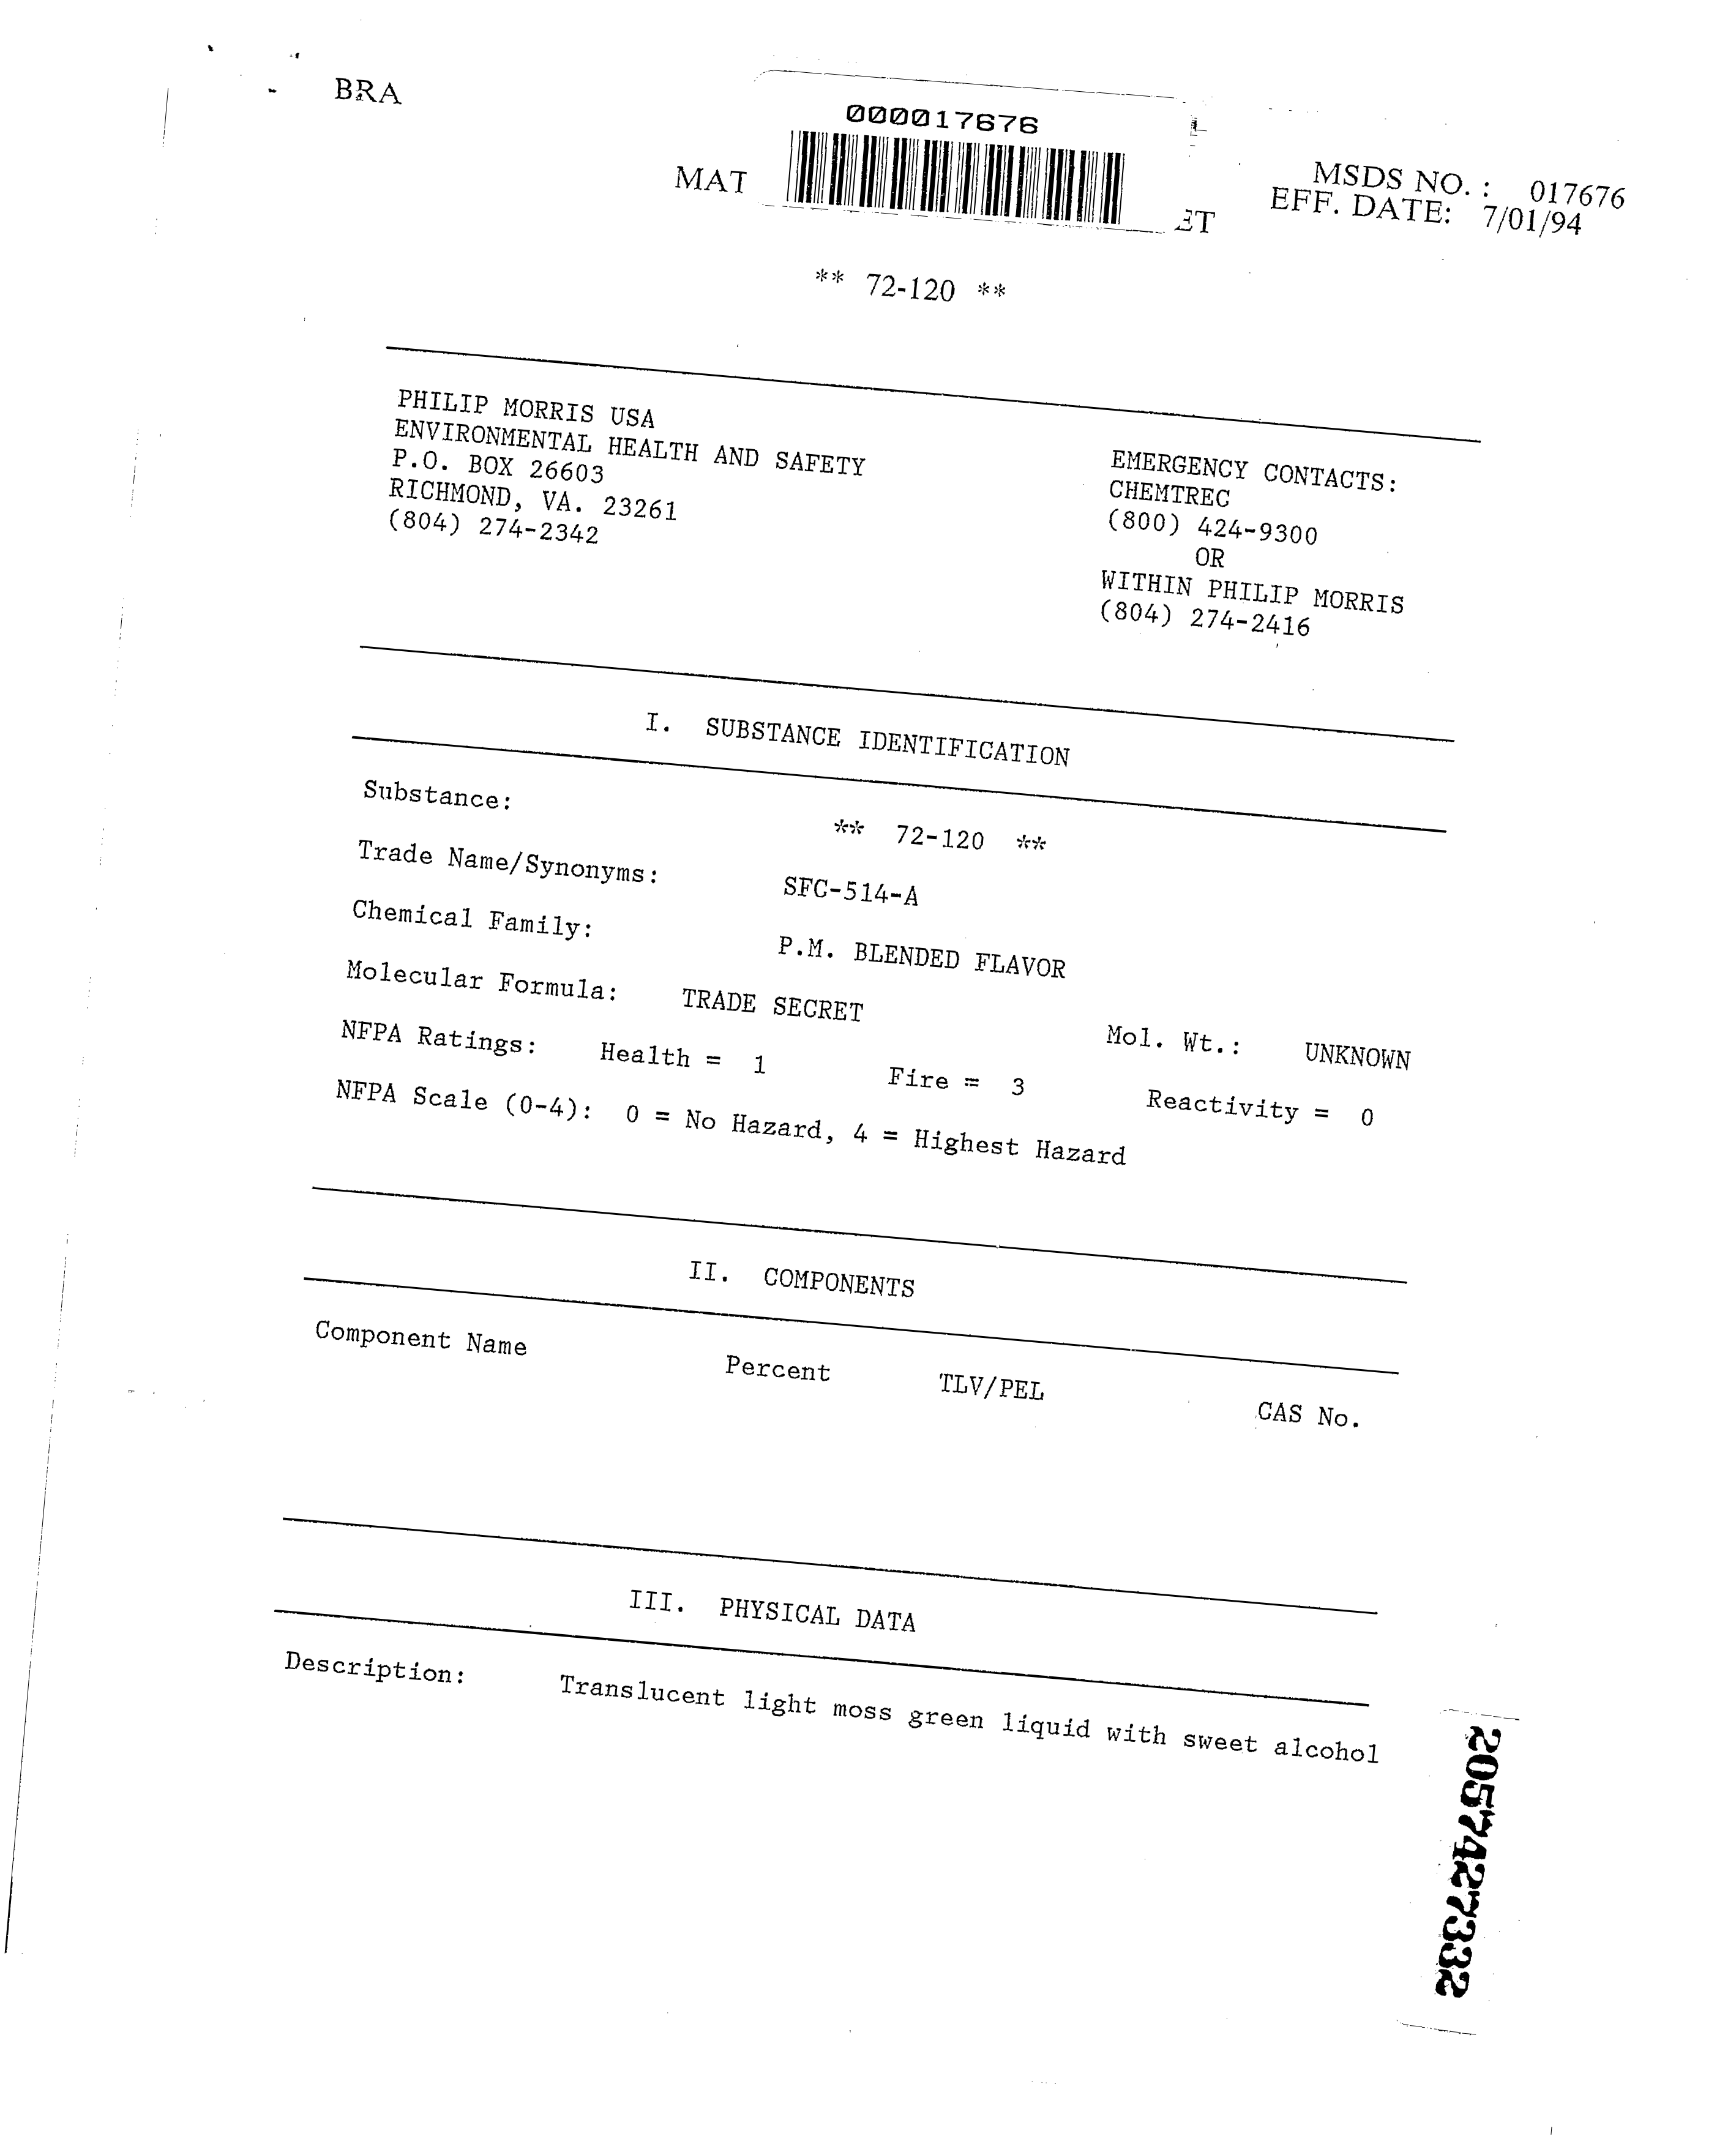 BRA
000017676
MAT
ET
MSDS NO. : 017676
EFF. DATE: 7/01/94
** 72-120 **
PHILIP MORRIS USA
ENVIRONMENTAL HEALTH AND SAFETY
P.O. BOX 26603
RICHMOND, VA. 23261
(804) 274-2342
EMERGENCY CONTACTS:
CHEMTREC
(800) 424-9300
OR
WITHIN PHILIP MORRIS
(804) 274-2416
I. SUBSTANCE IDENTIFICATION
Substance: ** 72-120 **
Trade Name/Synonyms: SFC-514-A
Chemical Family: P.M. BLENDED FLAVOR
Molecular Formula: TRADE SECRET Mol. Wt.: UNKNOWN
NFPA Ratings: Health = 1 Fire = 3 Reactivity = 0
NFPA Scale (0-4): 0 = No Hazard, 4 = Highest Hazard
II. COMPONENTS
Component Name Percent TLV/PEL CAS No.
III. PHYSICAL DATA
Description: Translucent light moss green liquid with sweet alcohol
2057427332